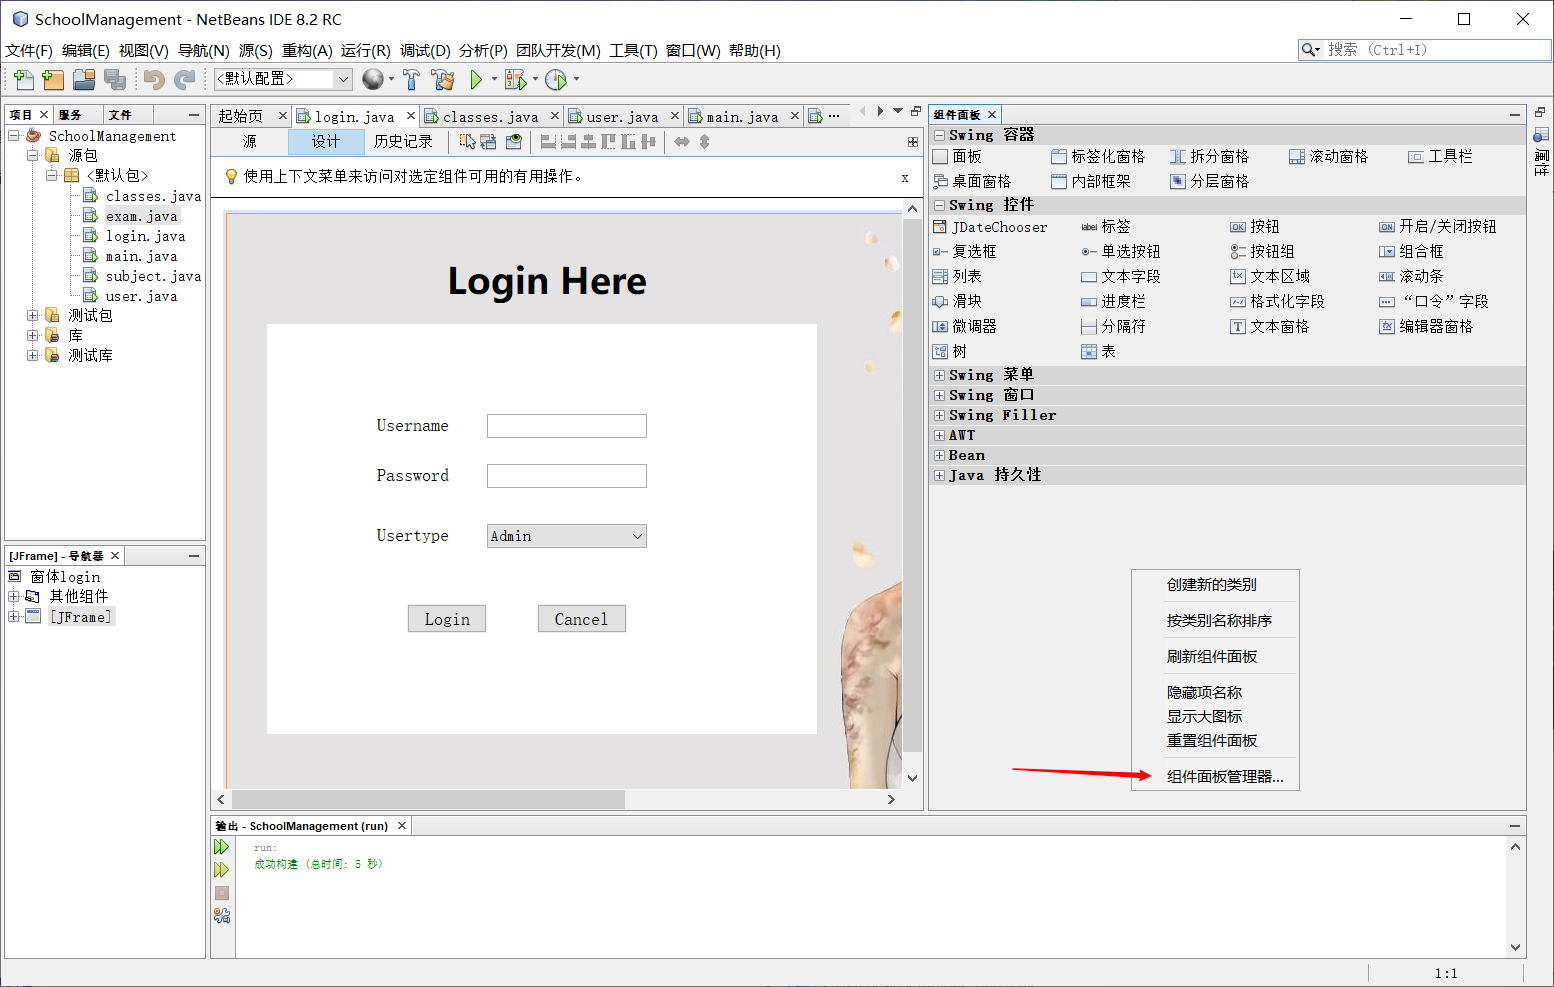 SchoolManagement - NetBeans IDE 8.2 RC
文件(F) 编辑(E) 视图(V) 导航(N) 源(S) 重构(A) 运行(R) 调试(D) 分析(P) 团队开发(M) 工具(T) 窗口(W) 帮助(H)
搜索 (Ctrl+I)
<默认配置>
项目 服务 文件
SchoolManagement
源包
<默认包>
classes.java
exam.java
login.java
main.java
subject.java
user.java
测试包
库
测试库
[JFrame] - 导航器
窗体login
其他组件
[JFrame]
起始页 login.java classes.java user.java main.java ...
源 设计 历史记录
使用上下文菜单来访问对选定组件可用的有用操作。 x
Login Here
Username
Password
Usertype Admin
Login Cancel
组件面板
Swing 容器
面板 标签化窗格 拆分窗格 滚动窗格 工具栏
桌面窗格 内部框架 分层窗格
Swing 控件
JDateChooser label 标签 OK 按钮 ON 开启/关闭按钮
复选框 单选按钮 按钮组 组合框
列表 文本字段 文本区域 滚动条
滑块 进度栏 格式化字段 “口令”字段
微调器 分隔符 文本窗格 编辑器窗格
树 表
Swing 菜单
Swing 窗口
Swing Filler
AWT
Bean
Java 持久性
创建新的类别
按类别名称排序
刷新组件面板
隐藏项名称
显示大图标
重置组件面板
组件面板管理器...
属性
输出 - SchoolManagement (run)
run:
成功构建 (总时间: 5 秒)
1:1